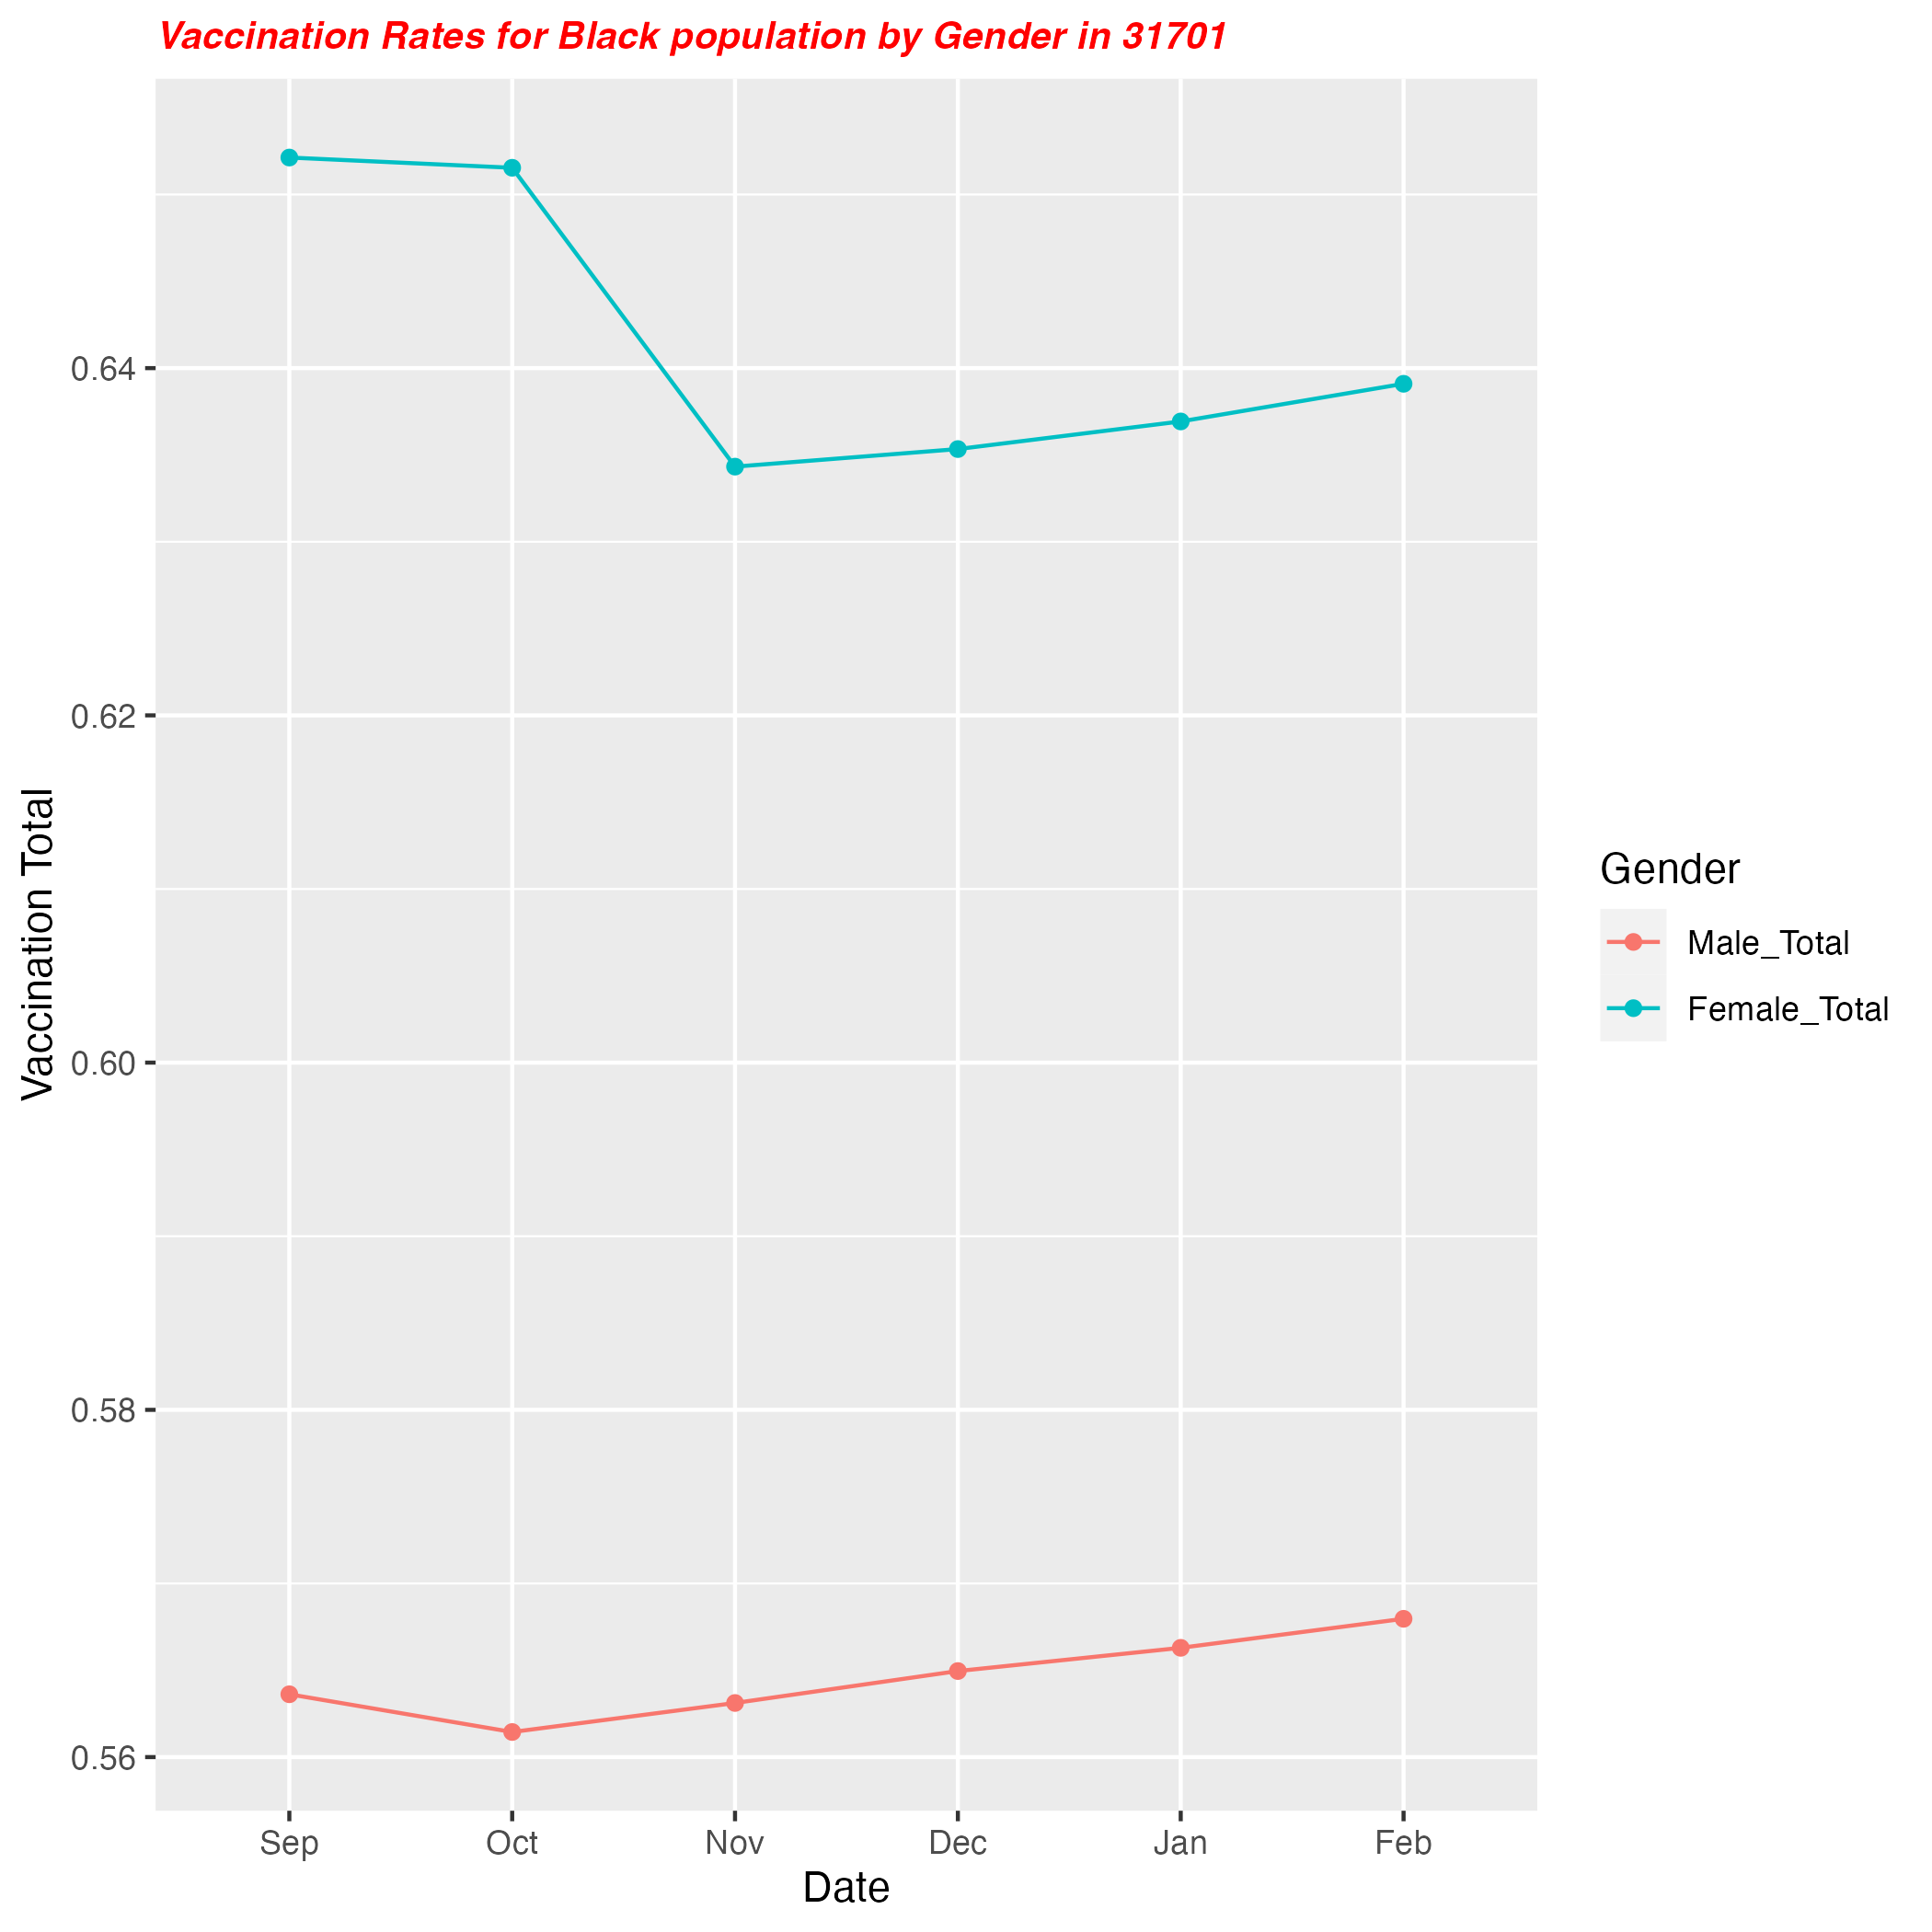 Vaccination Rates for Black population by Gender in 31701
0.64
0.62
0.60
0.58
0.56
Vaccination Total
Sep Oct Nov Dec Jan Feb
Date
Gender
Male_Total
Female_Total